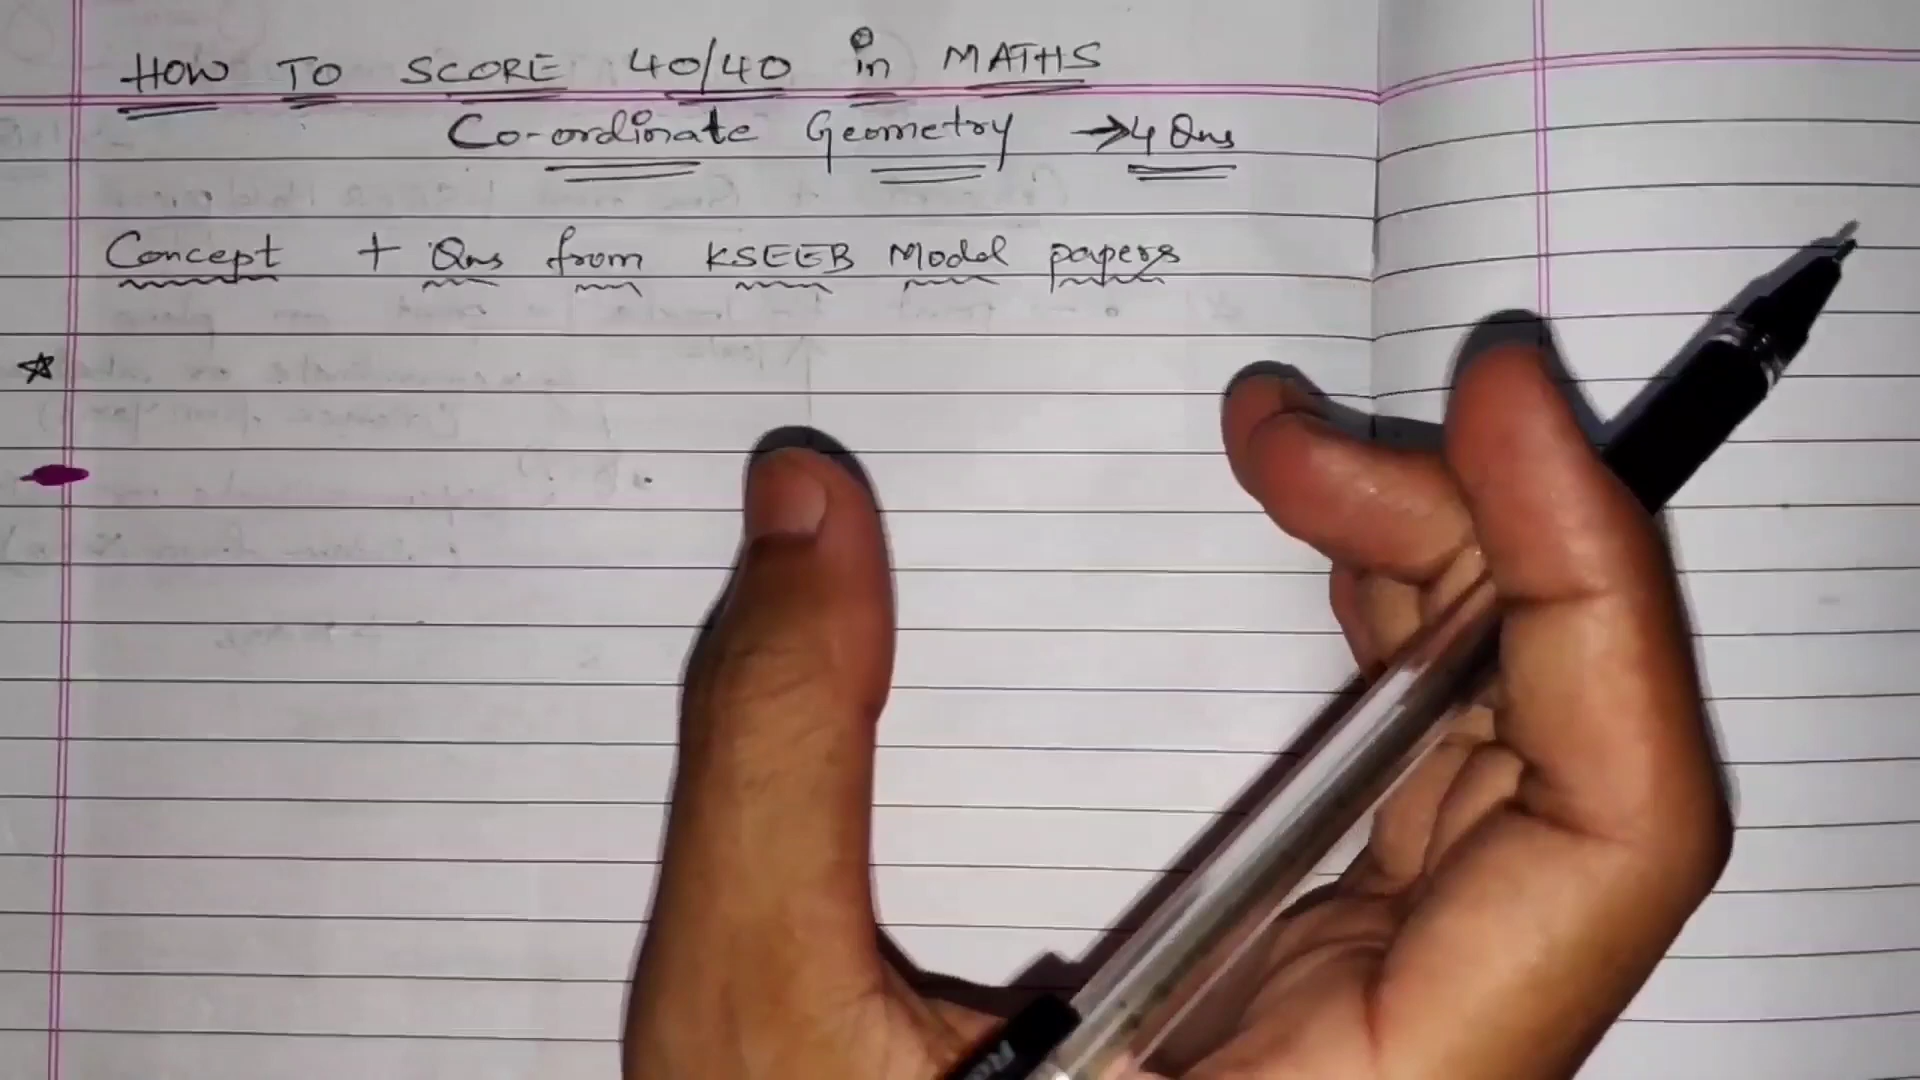 HOW TO SCORE 40/40 in MATHS
Co-ordinate Geometry → 4 Qns
Concept + Qns from KSEEB Model papers